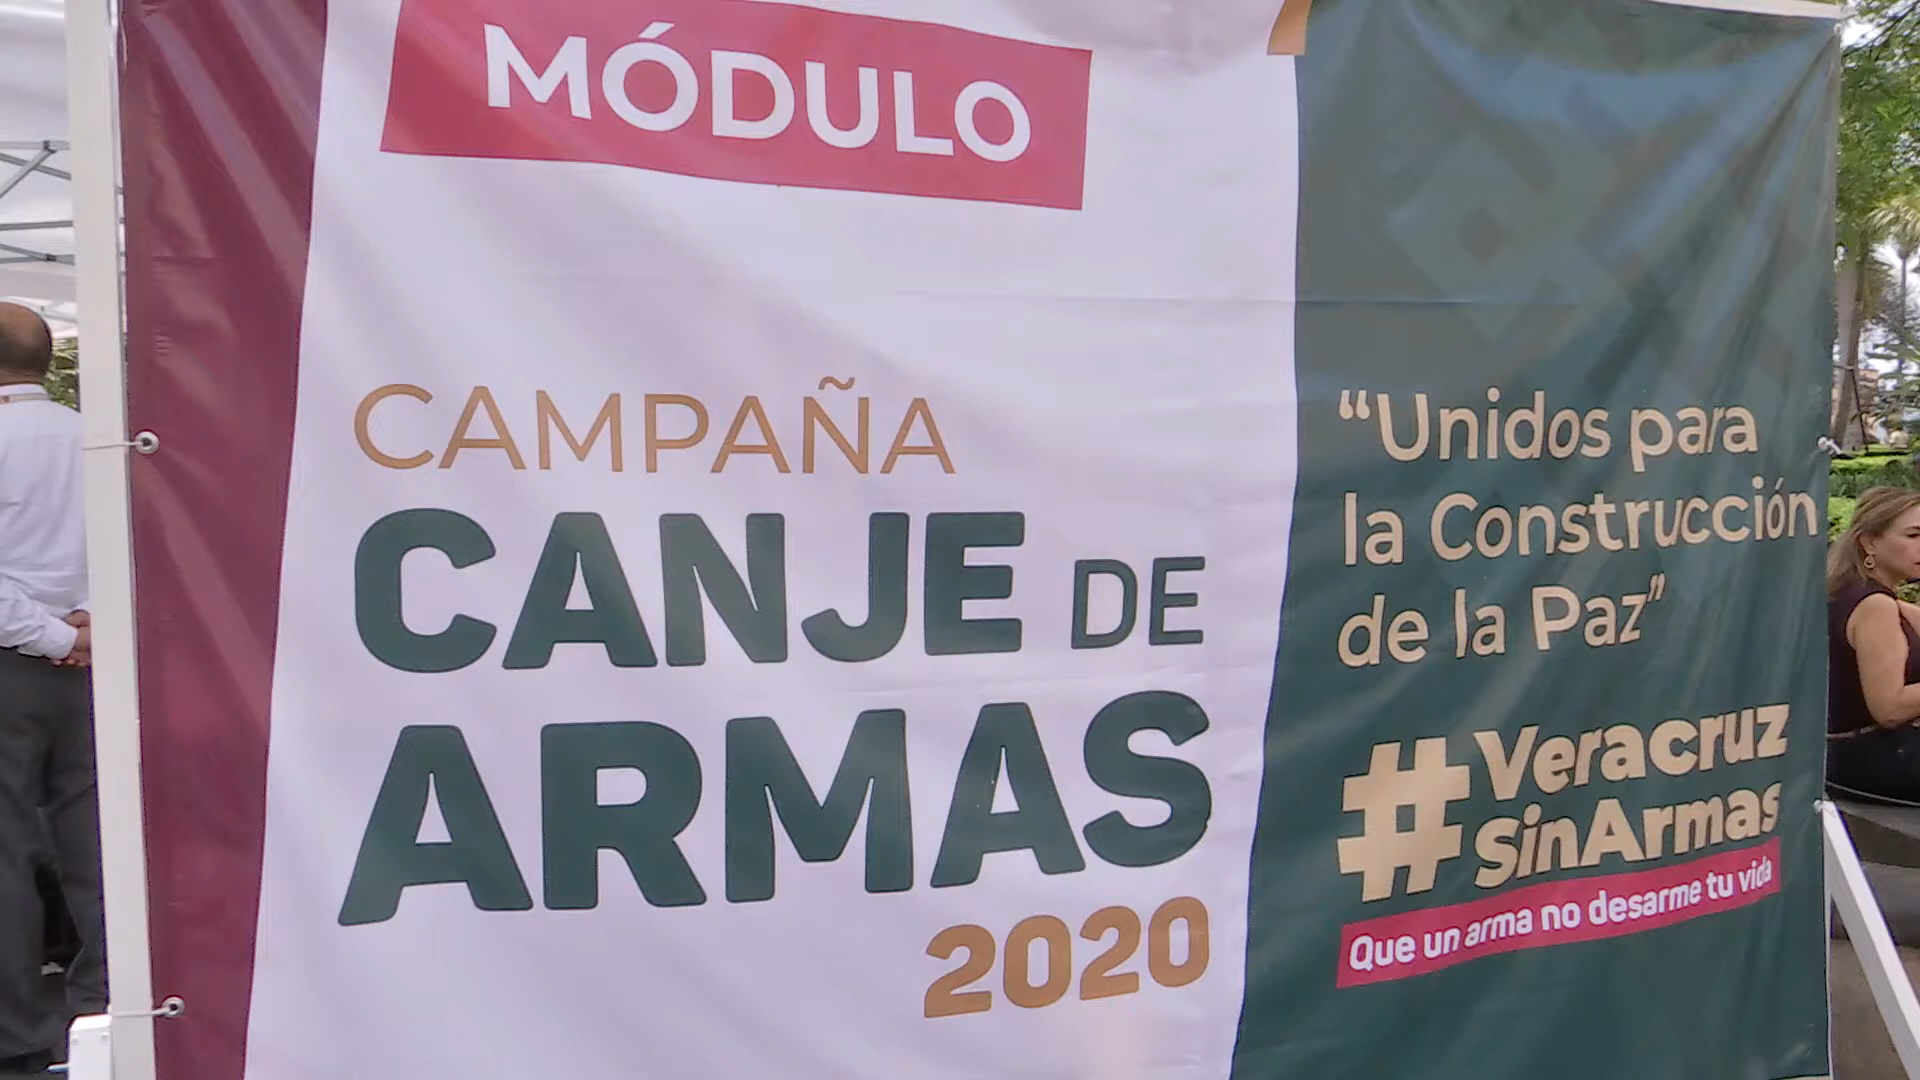 MÓDULO
CAMPAÑA
CANJE DE
ARMAS
2020
“Unidos para
la Construcción
de la Paz”
#Veracruz
SinArmas
Que un arma no desarme tu vida